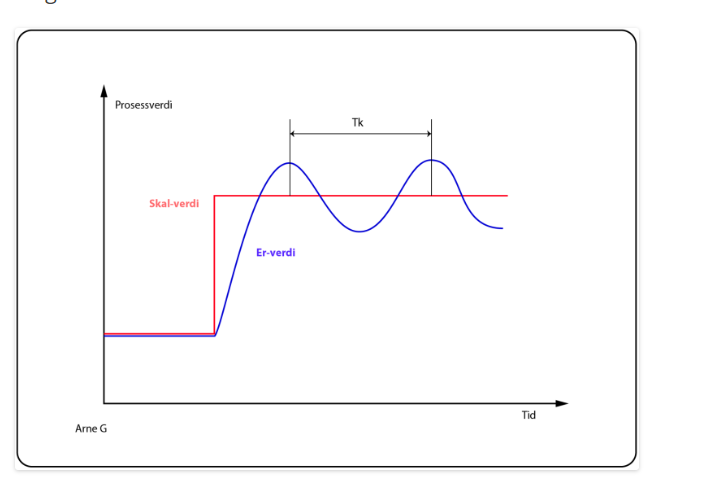 Prosessverdi
Tk
Skal-verdi
Er-verdi
Tid
Arne G